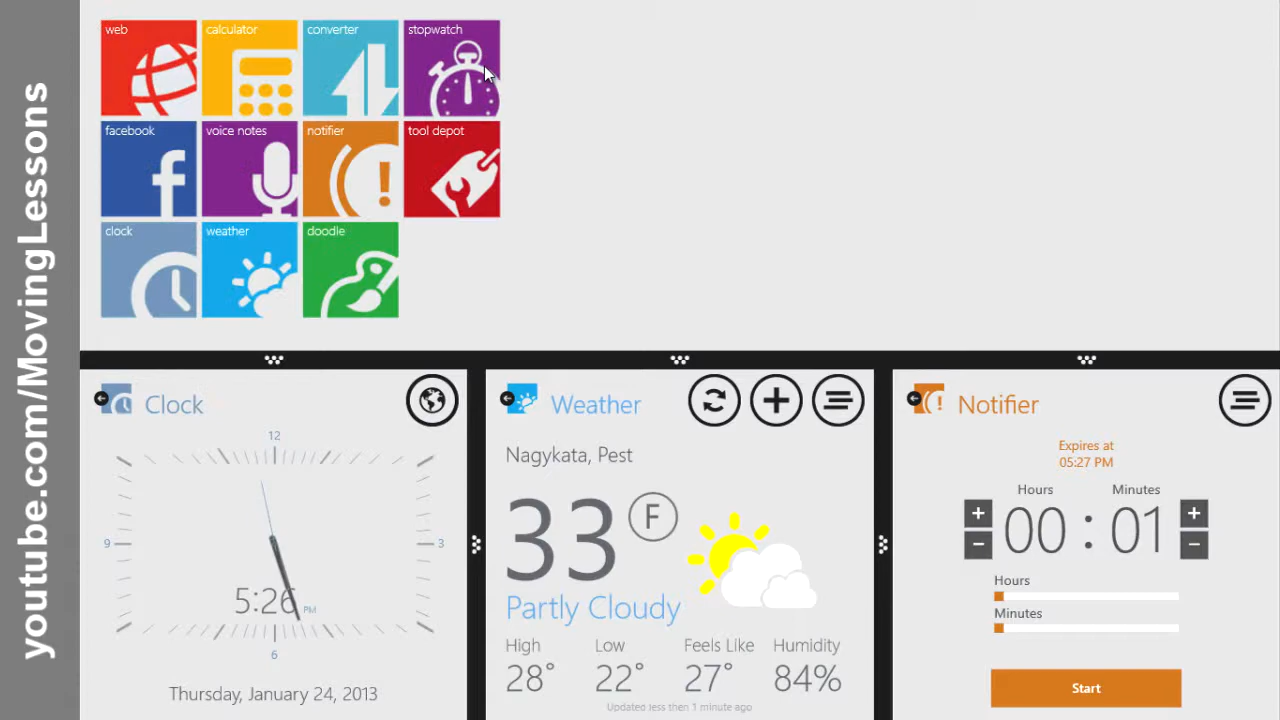 youtube.com/MovingLessons
web
calculator
converter
stopwatch
facebook
voice notes
notifier
tool depot
clock
weather
doodle
Clock
12
9
3
6
5:26 PM
Thursday, January 24, 2013
Weather
Nagykata, Pest
33 F
Partly Cloudy
High Low Feels Like Humidity
28° 22° 27° 84%
Updated less then 1 minute ago
Notifier
Expires at
05:27 PM
Hours Minutes
+ 00 : 01 +
− −
Hours
Minutes
Start